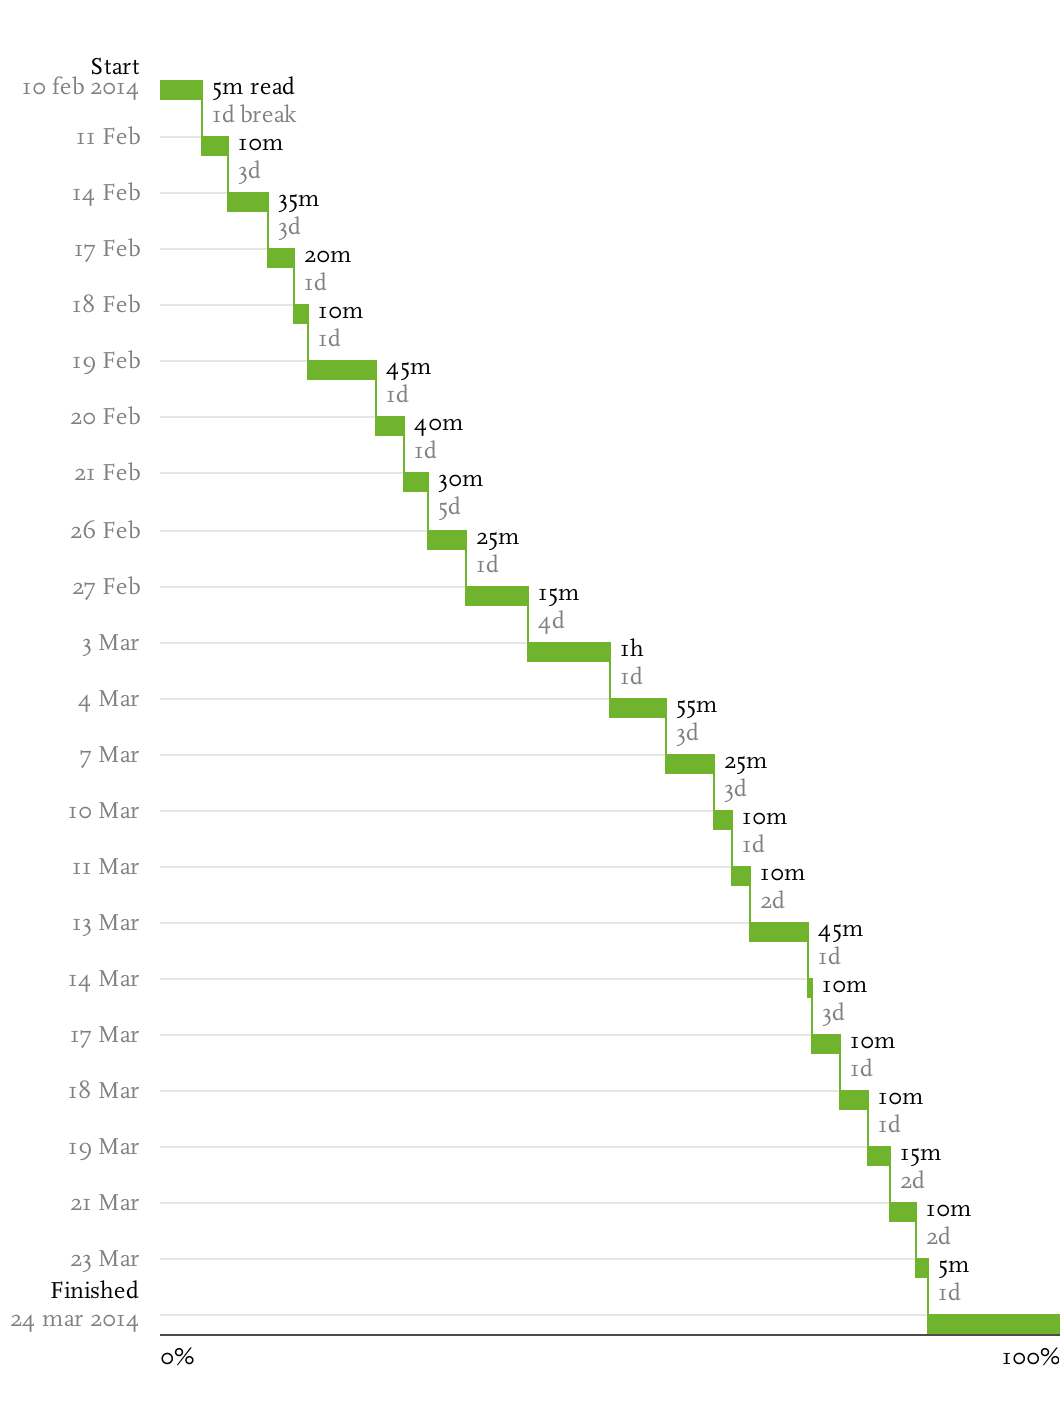 Start
10 feb 2014
5m read
1d break
11 Feb
10m
3d
14 Feb
35m
3d
17 Feb
20m
1d
18 Feb
10m
1d
19 Feb
45m
1d
20 Feb
40m
1d
21 Feb
30m
5d
26 Feb
25m
1d
27 Feb
15m
4d
3 Mar
1h
1d
4 Mar
55m
3d
7 Mar
25m
3d
10 Mar
10m
1d
11 Mar
10m
2d
13 Mar
45m
1d
14 Mar
10m
3d
17 Mar
10m
1d
18 Mar
10m
1d
19 Mar
15m
2d
21 Mar
10m
2d
23 Mar
5m
1d
Finished
24 mar 2014
0% 100%